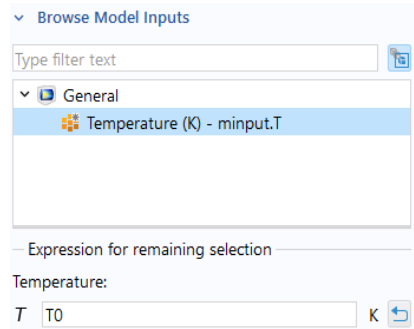 Browse Model Inputs
Type filter text
General
Temperature (K) - minput.T
Expression for remaining selection
Temperature:
T T0 K